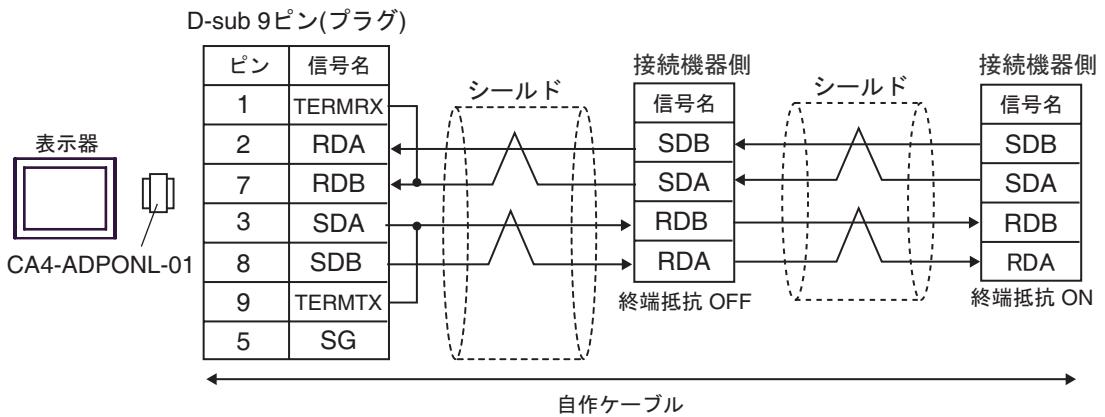 D-sub 9ピン(プラグ)
ピン 信号名
1 TERMRX
2 RDA
7 RDB
3 SDA
8 SDB
9 TERMTX
5 SG
表示器
CA4-ADPONL-01
シールド
接続機器側
信号名
SDB
SDA
RDB
RDA
終端抵抗 OFF
シールド
接続機器側
信号名
SDB
SDA
RDB
RDA
終端抵抗 ON
自作ケーブル